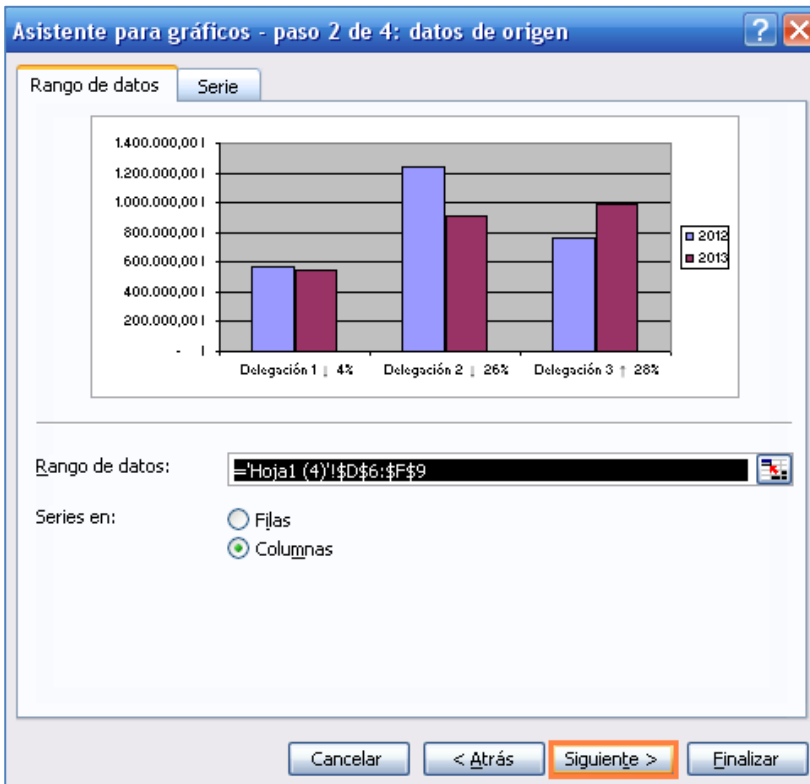 Asistente para gráficos - paso 2 de 4: datos de origen
Rango de datos
Serie
1.400.000,00 l
1.200.000,00 l
1.000.000,00 l
800.000,00 l
600.000,00 l
400.000,00 l
200.000,00 l
- l
Delegación 1 ↓ 4% Delegación 2 ↓ 26% Delegación 3 ↑ 28%
2012
2013
Rango de datos: ='Hoja1 (4)'!$D$6:$F$9
Series en: Filas
Columnas
Cancelar < Atrás Siguiente > Finalizar